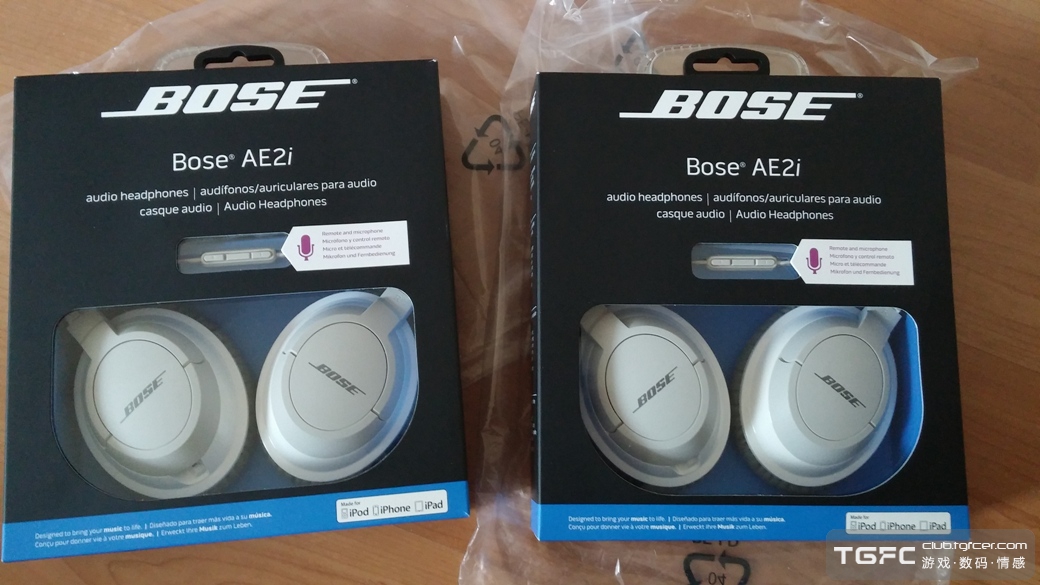 BOSE®
Bose® AE2i
audio headphones | audífonos/auriculares para audio
casque audio | Audio Headphones
Remote and microphone
Micrófono y control remoto
Micro et télécommande
Mikrofon und Fernbedienung
BOSE
BOSE
Designed to bring your music to life. | Diseñado para traer más vida a su música.
Conçu pour donner vie à votre musique. | Erweckt Ihre Musik zum Leben.
Made for
iPod iPhone iPad
04
BOSE®
Bose® AE2i
audio headphones | audífonos/auriculares para audio
casque audio | Audio Headphones
Remote and microphone
Micrófono y control remoto
Micro et télécommande
Mikrofon und Fernbedienung
BOSE
BOSE
Designed to bring your music to life. | Diseñado para traer más vida a su música.
Conçu pour donner vie à votre musique. | Erweckt Ihre Musik zum Leben.
Made for
iPod iPhone iPad
04
TGFC club.tgfcer.com
游戏·数码·情感